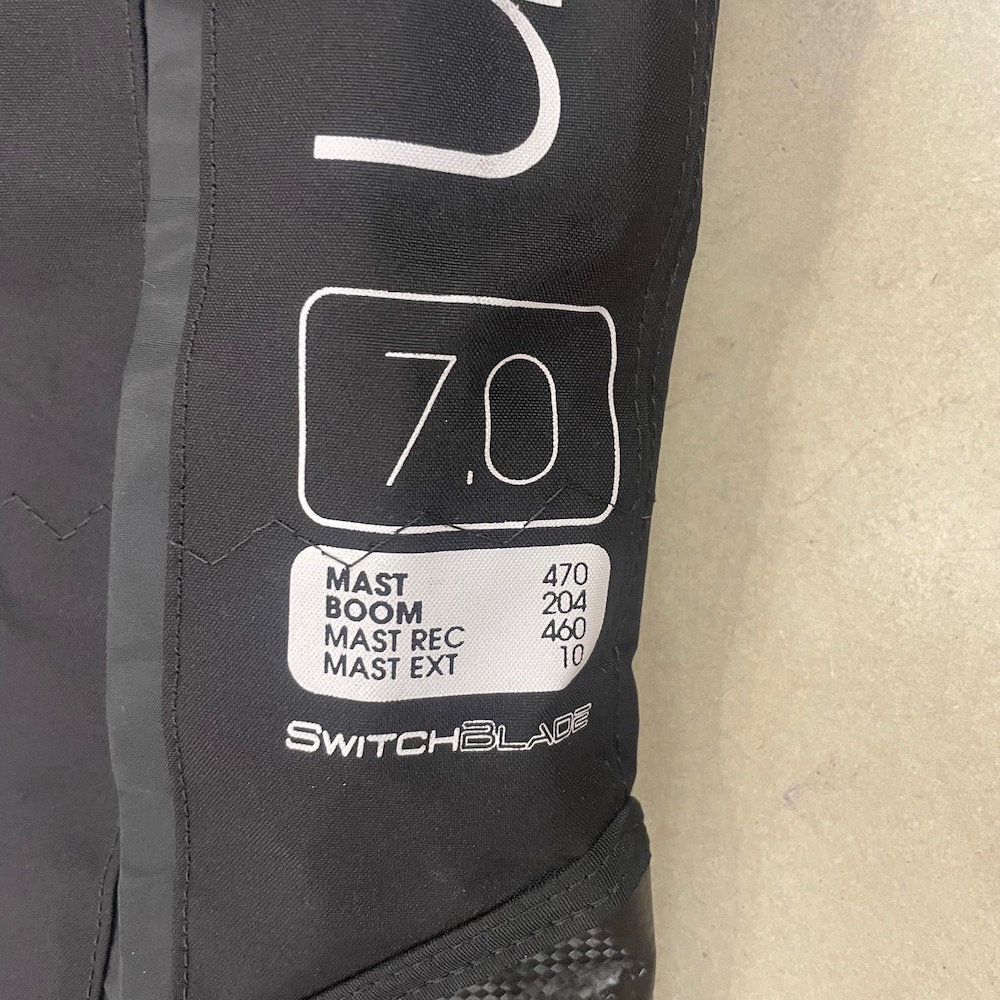 7.0
MAST 470
BOOM 204
MAST REC 460
MAST EXT 10
SWITCHBLADE